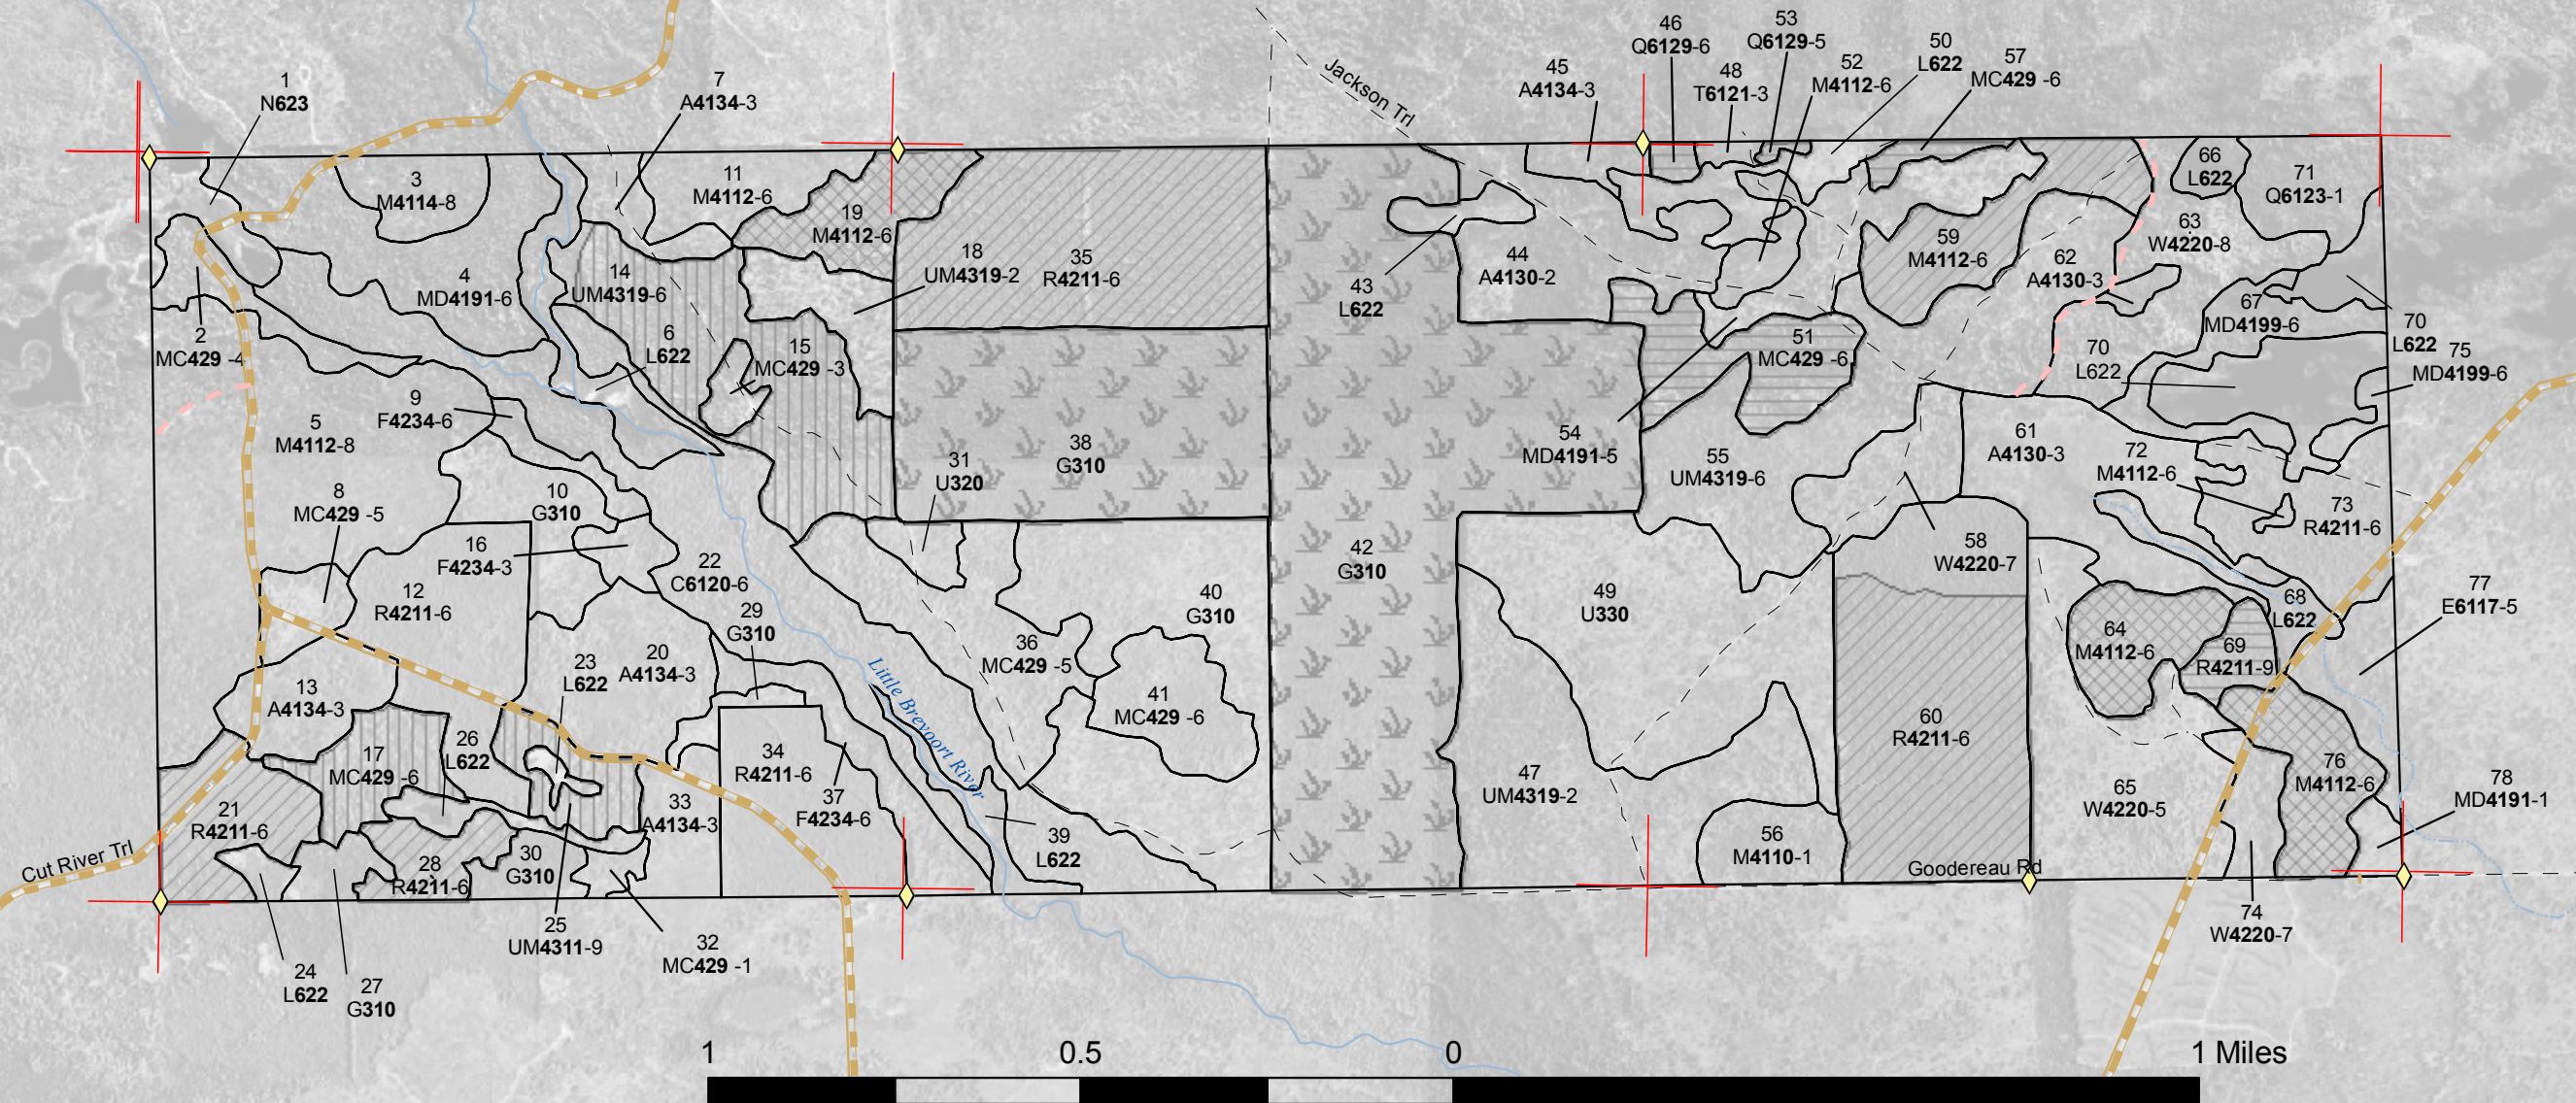 1
N623
2
MC429 -4
3
M4114-8
4
MD4191-6
5
M4112-8
6
L622
7
A4134-3
8
MC429 -5
9
F4234-6
10
G310
11
M4112-6
12
R4211-6
13
A4134-3
14
UM4319-6
15
MC429 -3
16
F4234-3
17
MC429 -6
18
UM4319-2
19
M4112-6
20
A4134-3
21
R4211-6
22
C6120-6
23
L622
24
L622
25
UM4311-9
26
L622
27
G310
28
R4211-6
29
G310
30
G310
31
U320
32
MC429 -1
33
A4134-3
34
R4211-6
35
R4211-6
36
MC429 -5
37
F4234-6
38
G310
39
L622
40
G310
41
MC429 -6
42
G310
43
L622
44
A4130-2
45
A4134-3
46
Q6129-6
47
UM4319-2
48
T6121-3
49
U330
50
L622
51
MC429 -6
52
M4112-6
53
Q6129-5
54
MD4191-5
55
UM4319-6
56
M4110-1
57
MC429 -6
58
W4220-7
59
M4112-6
60
R4211-6
61
A4130-3
62
A4130-3
63
W4220-8
64
M4112-6
65
W4220-5
66
L622
67
MD4199-6
68
L622
69
R4211-9
70
L622
70
L622
71
Q6123-1
72
M4112-6
73
R4211-6
74
W4220-7
75
MD4199-6
76
M4112-6
77
E6117-5
78
MD4191-1
Jackson Trl
Cut River Trl
Little Brevoort River
Goodereau Rd
1 0.5 0 1 Miles